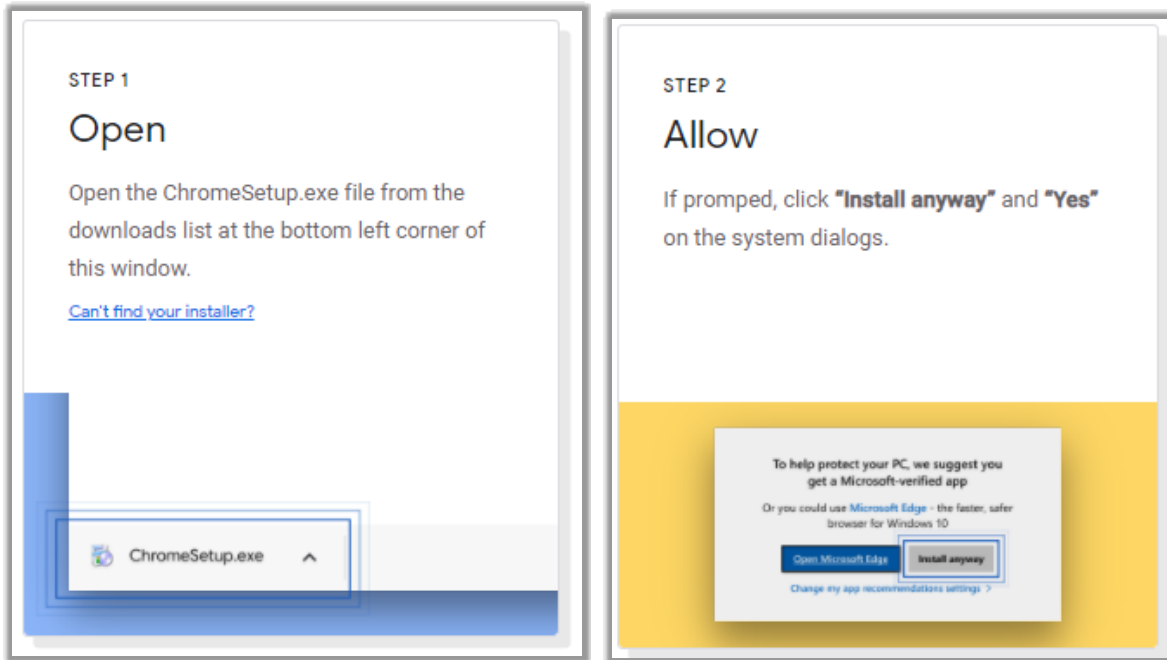 STEP 1
Open
Open the ChromeSetup.exe file from the
downloads list at the bottom left corner of
this window.
Can't find your installer?
ChromeSetup.exe
STEP 2
Allow
If promped, click “Install anyway” and “Yes”
on the system dialogs.
To help protect your PC, we suggest you
get a Microsoft-verified app
Or you could use Microsoft Edge - the faster, safer
browser for Windows 10
Open Microsoft Edge
Install anyway
Change my app recommendations settings >